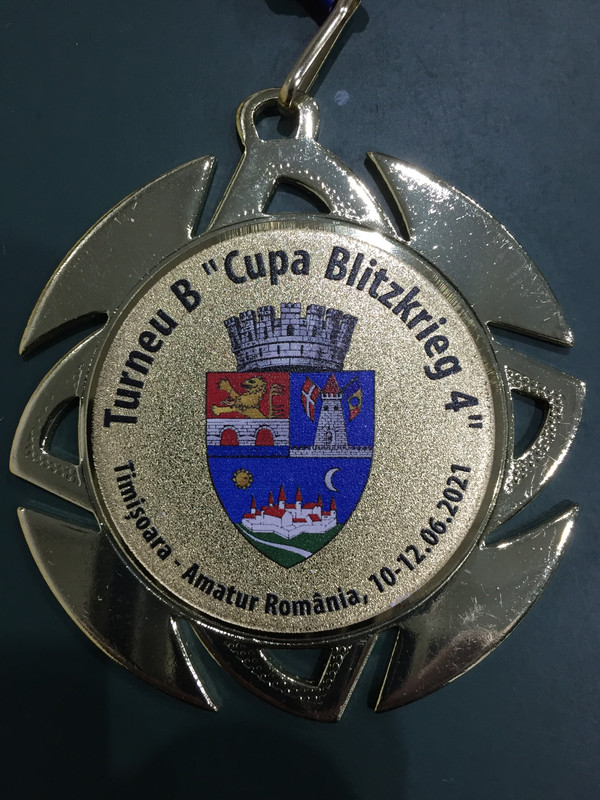 Turneu B "Cupa Blitzkrieg 4"
Timișoara - Amatur România, 10-12.06.2021